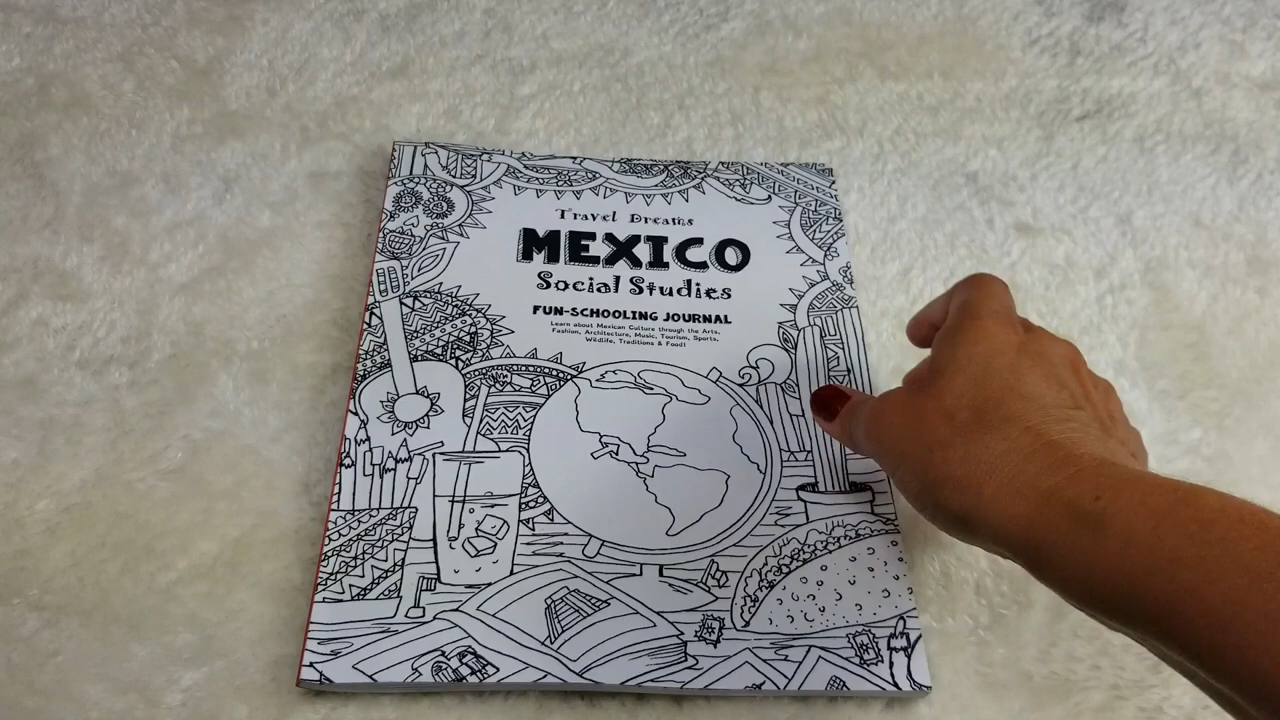 Travel Dreams
MEXICO
Social Studies
FUN-SCHOOLING JOURNAL
Learn about Mexican Culture through the Arts,
Fashion, Architecture, Music, Tourism, Sports,
Wildlife, Traditions & Food!